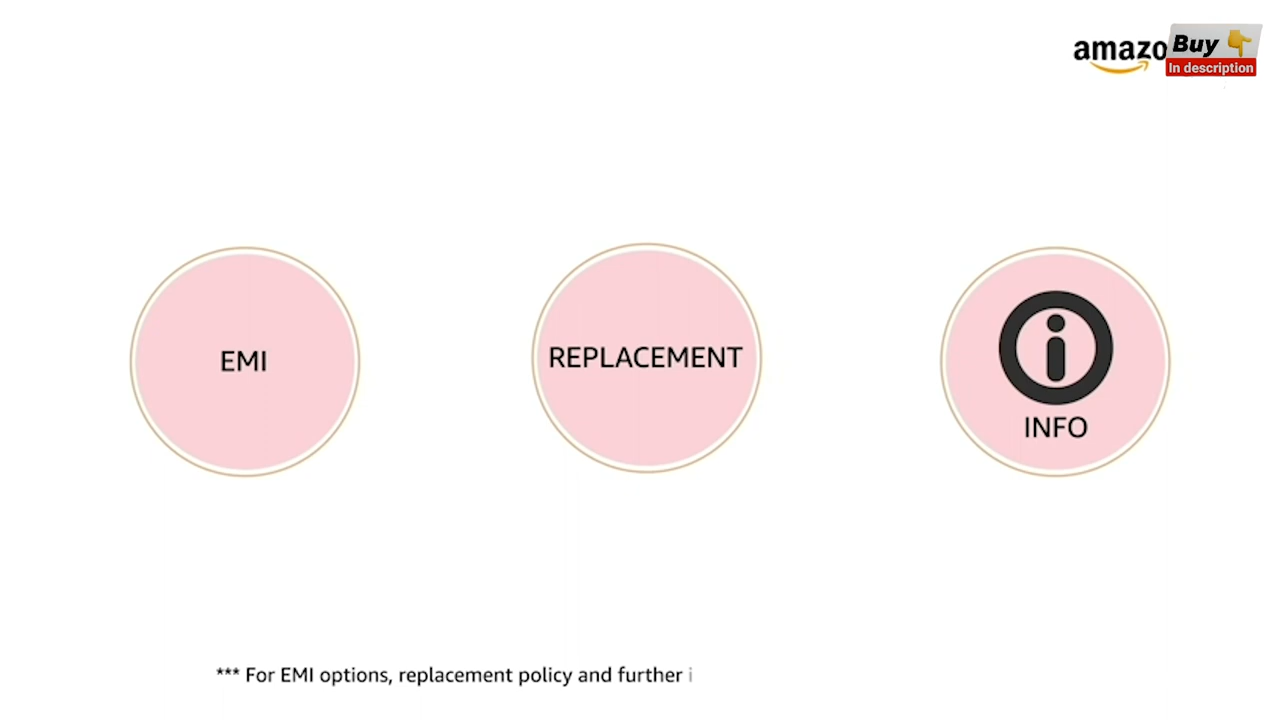 amazo
Buy
In description
EMI
REPLACEMENT
INFO
*** For EMI options, replacement policy and further i